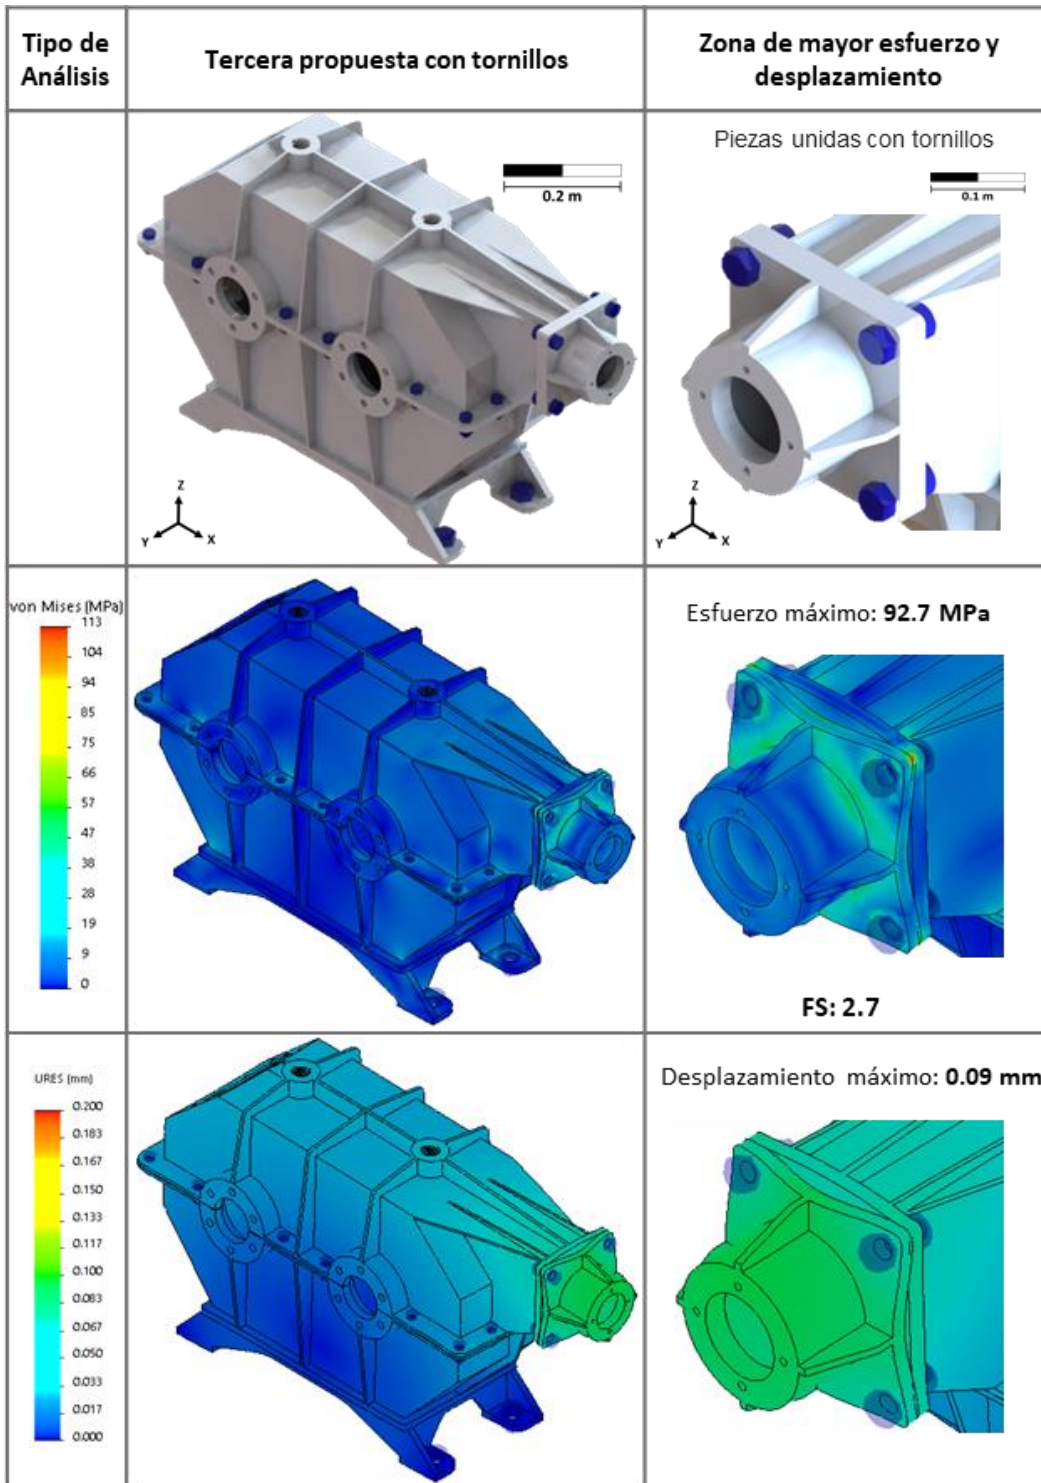 Tipo de
Análisis
Tercera propuesta con tornillos
Zona de mayor esfuerzo y
desplazamiento
0.2 m
Z
Y
X
Piezas unidas con tornillos
0.1 m
Z
Y
X
von Mises (MPa)
113
104
94
85
75
66
57
47
38
28
19
9
0
Esfuerzo máximo: 92.7 MPa
FS: 2.7
URES (mm)
0.200
0.183
0.167
0.150
0.133
0.117
0.100
0.083
0.067
0.050
0.033
0.017
0.000
Desplazamiento máximo: 0.09 mm